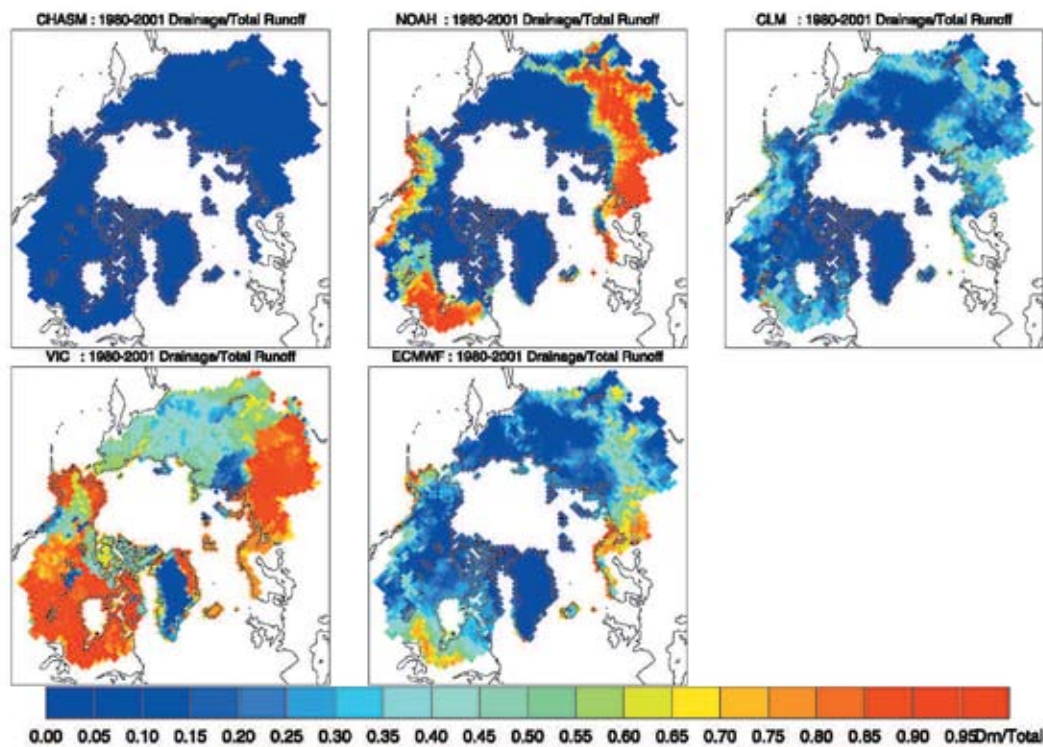 CHASM : 1980-2001 Drainage/Total Runoff
NOAH : 1980-2001 Drainage/Total Runoff
CLM : 1980-2001 Drainage/Total Runoff
VIC : 1980-2001 Drainage/Total Runoff
ECMWF : 1980-2001 Drainage/Total Runoff
0.00 0.05 0.10 0.15 0.20 0.25 0.30 0.35 0.40 0.45 0.50 0.55 0.60 0.65 0.70 0.75 0.80 0.85 0.90 0.95 Dm/Total